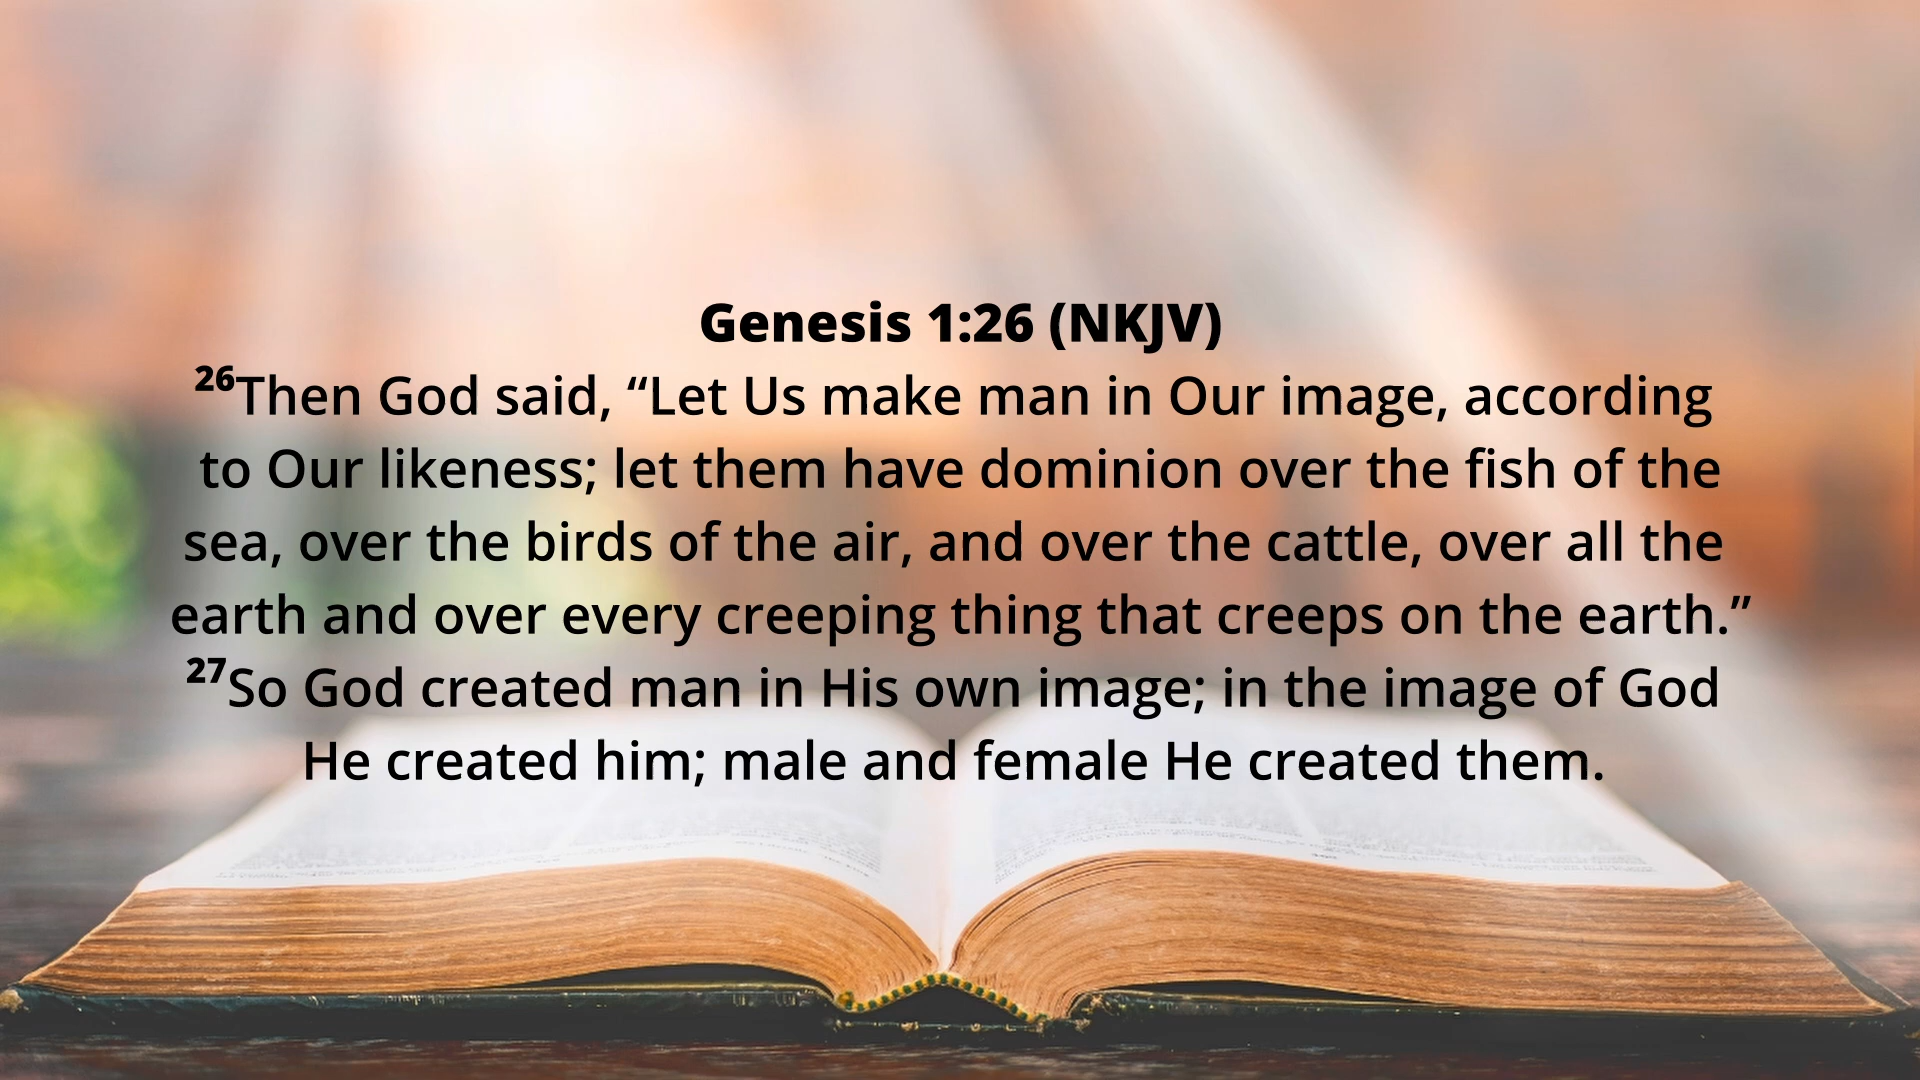 Genesis 1:26 (NKJV)
26Then God said, “Let Us make man in Our image, according
to Our likeness; let them have dominion over the fish of the
sea, over the birds of the air, and over the cattle, over all the
earth and over every creeping thing that creeps on the earth.”
27So God created man in His own image; in the image of God
He created him; male and female He created them.